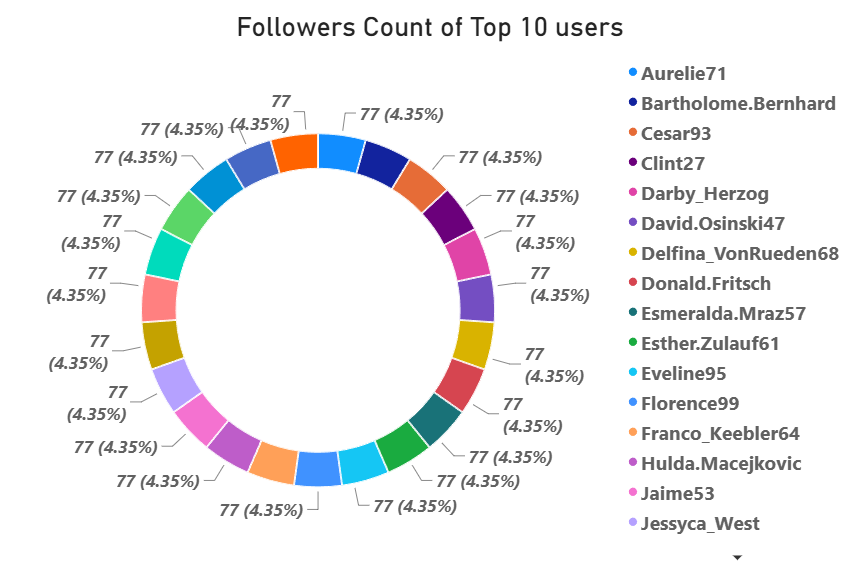 Followers Count of Top 10 users
77 (4.35%)
77 (4.35%)
77 (4.35%)
77
(4.35%)
77
(4.35%)
77
(4.35%)
77
(4.35%)
77 (4.35%)
77 (4.35%)
77 (4.35%)
77 (4.35%)
77 (4.35%)
77 (4.35%)
77
(4.35%)
77
(4.35%)
77
(4.35%)
77
(4.35%)
77 (4.35%)
77 (4.35%)
77 (4.35%)
77
(4.35%)
Aurelie71
Bartholome.Bernhard
Cesar93
Clint27
Darby_Herzog
David.Osinski47
Delfina_VonRueden68
Donald.Fritsch
Esmeralda.Mraz57
Esther.Zulauf61
Eveline95
Florence99
Franco_Keebler64
Hulda.Macejkovic
Jaime53
Jessyca_West